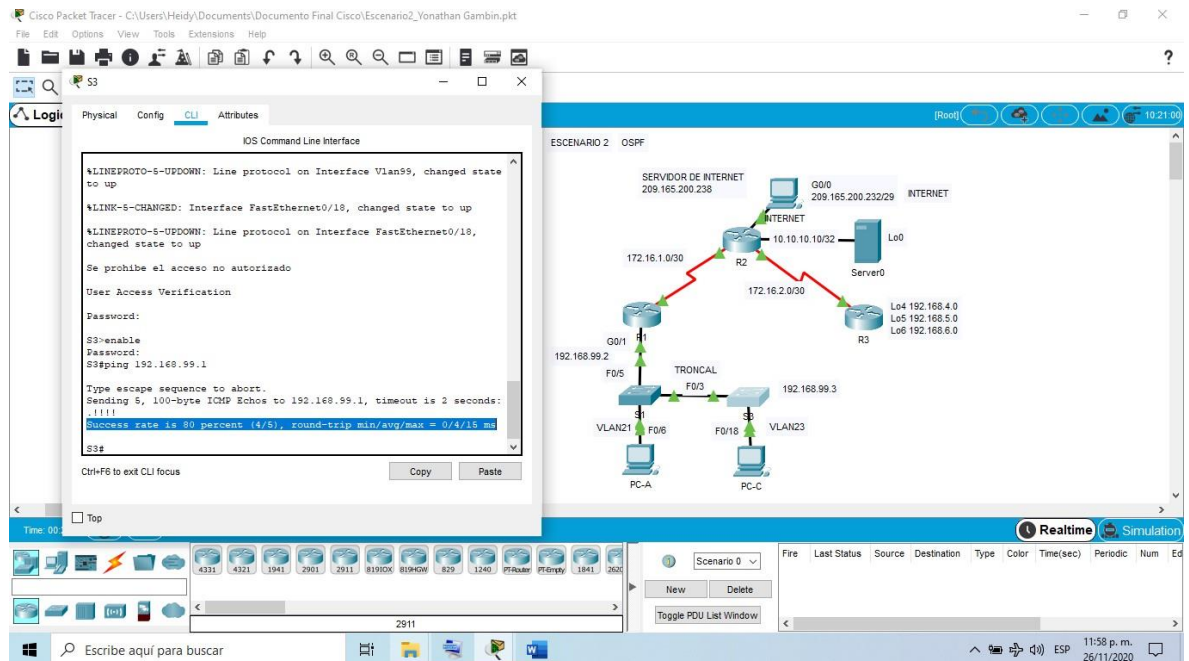 Cisco Packet Tracer - C:\Users\Heidy\Documents\Documento Final Cisco\Escenario2_Yonathan Gambin.pkt
File Edit Options View Tools Extensions Help
?
S3
Physical Config CLI Attributes
IOS Command Line Interface
%LINEPROTO-5-UPDOWN: Line protocol on Interface Vlan99, changed state
to up
%LINK-5-CHANGED: Interface FastEthernet0/18, changed state to up
%LINEPROTO-5-UPDOWN: Line protocol on Interface FastEthernet0/18,
changed state to up
Se prohibe el acceso no autorizado
User Access Verification
Password:
S3>enable
Password:
S3#ping 192.168.99.1
Type escape sequence to abort.
Sending 5, 100-byte ICMP Echos to 192.168.99.1, timeout is 2 seconds:
.!!!!
Success rate is 80 percent (4/5), round-trip min/avg/max = 0/4/15 ms
S3#
Ctrl+F6 to exit CLI focus
Copy Paste
Top
Logi
[Root] 10:21:00
ESCENARIO 2 OSPF
SERVIDOR DE INTERNET
209.165.200.238
G0/0
209.165.200.232/29
INTERNET
INTERNET
10.10.10.10/32
Lo0
R2
Server0
172.16.1.0/30
172.16.2.0/30
Lo4 192.168.4.0
Lo5 192.168.5.0
Lo6 192.168.6.0
R3
R1
G0/1
192.168.99.2
F0/5
TRONCAL
F0/3
192.168.99.3
S1
S3
VLAN21
F0/6
F0/18
VLAN23
PC-A
PC-C
Time: 00:
Realtime Simulation
4331 4321 1941 2901 2911 819IOX 819HGW 829 1240 PT-Router PT-Empty 1841 2620
2911
Scenario 0
New Delete
Toggle PDU List Window
Fire Last Status Source Destination Type Color Time(sec) Periodic Num Ed
Escribe aquí para buscar
ESP
11:58 p. m.
26/11/2020